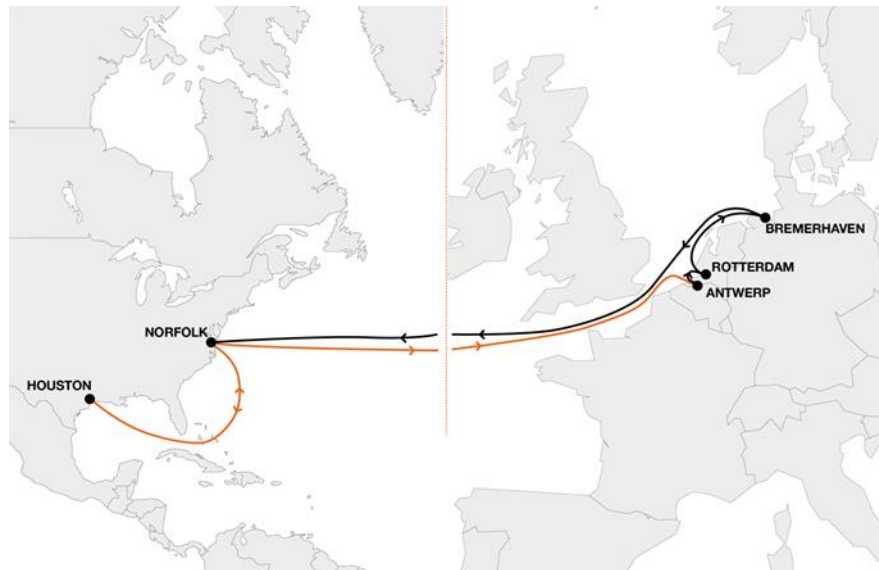 BREMERHAVEN
ROTTERDAM
ANTWERP
NORFOLK
HOUSTON